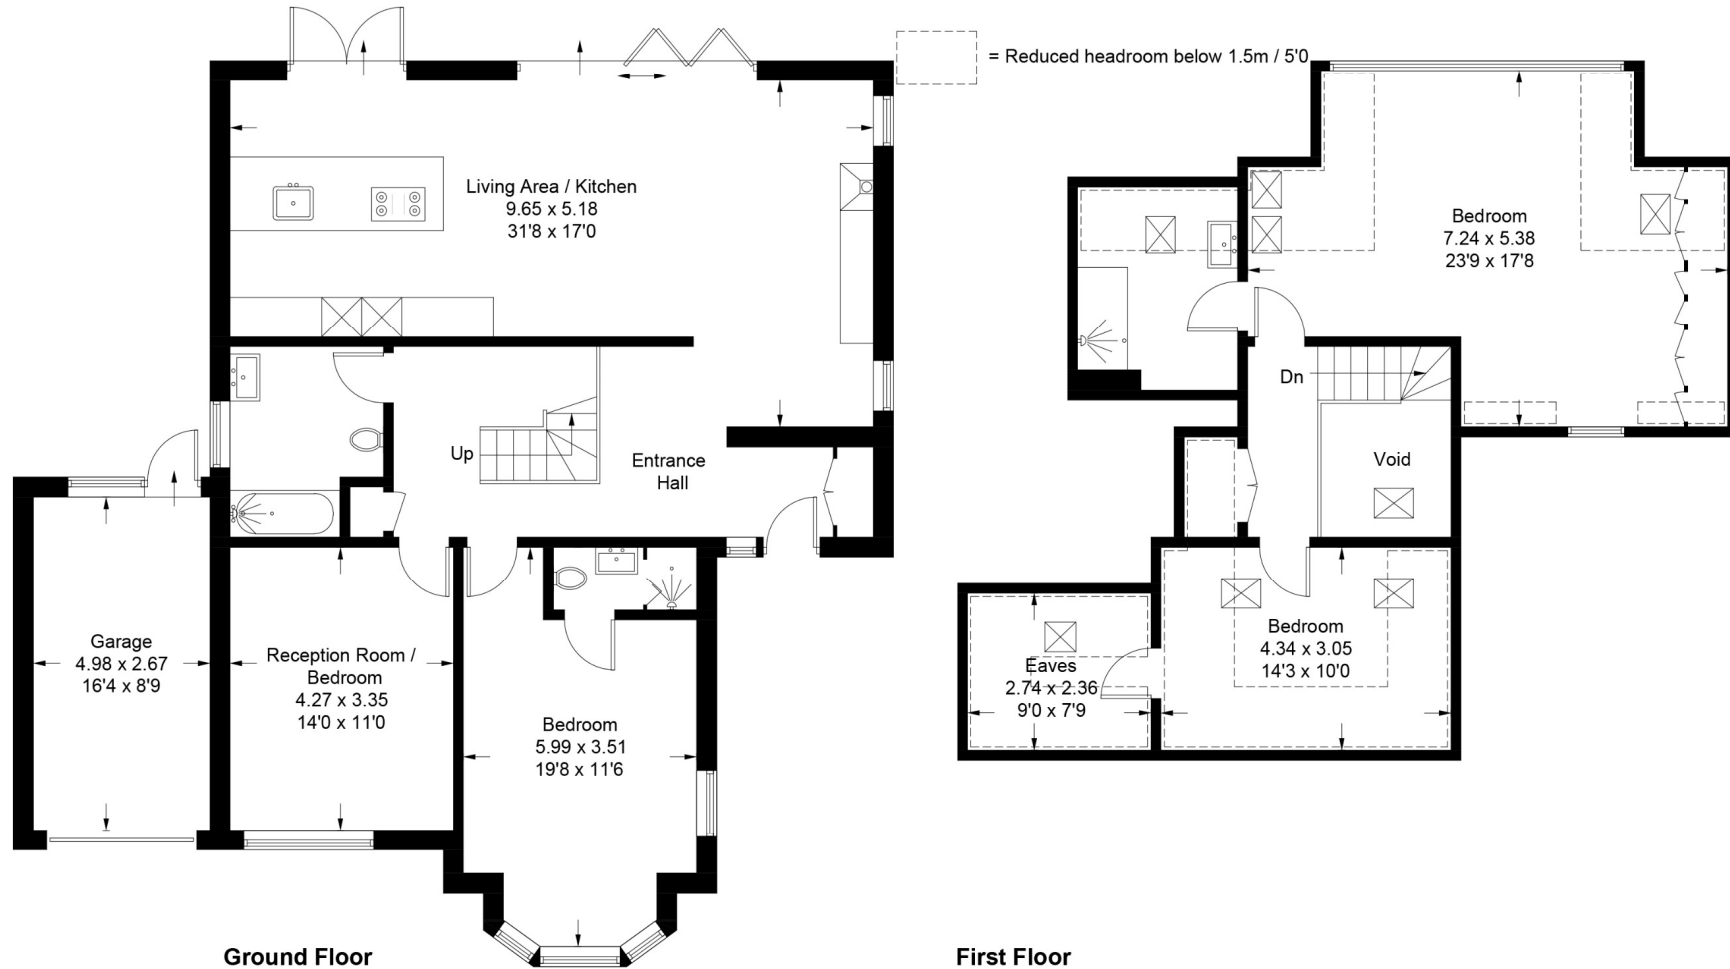 = Reduced headroom below 1.5m / 5'0
Living Area / Kitchen
9.65 x 5.18
31'8 x 17'0
Up
Entrance
Hall
Garage
4.98 x 2.67
16'4 x 8'9
Reception Room /
Bedroom
4.27 x 3.35
14'0 x 11'0
Bedroom
5.99 x 3.51
19'8 x 11'6
Ground Floor
Bedroom
7.24 x 5.38
23'9 x 17'8
Dn
Void
Bedroom
4.34 x 3.05
14'3 x 10'0
Eaves
2.74 x 2.36
9'0 x 7'9
First Floor